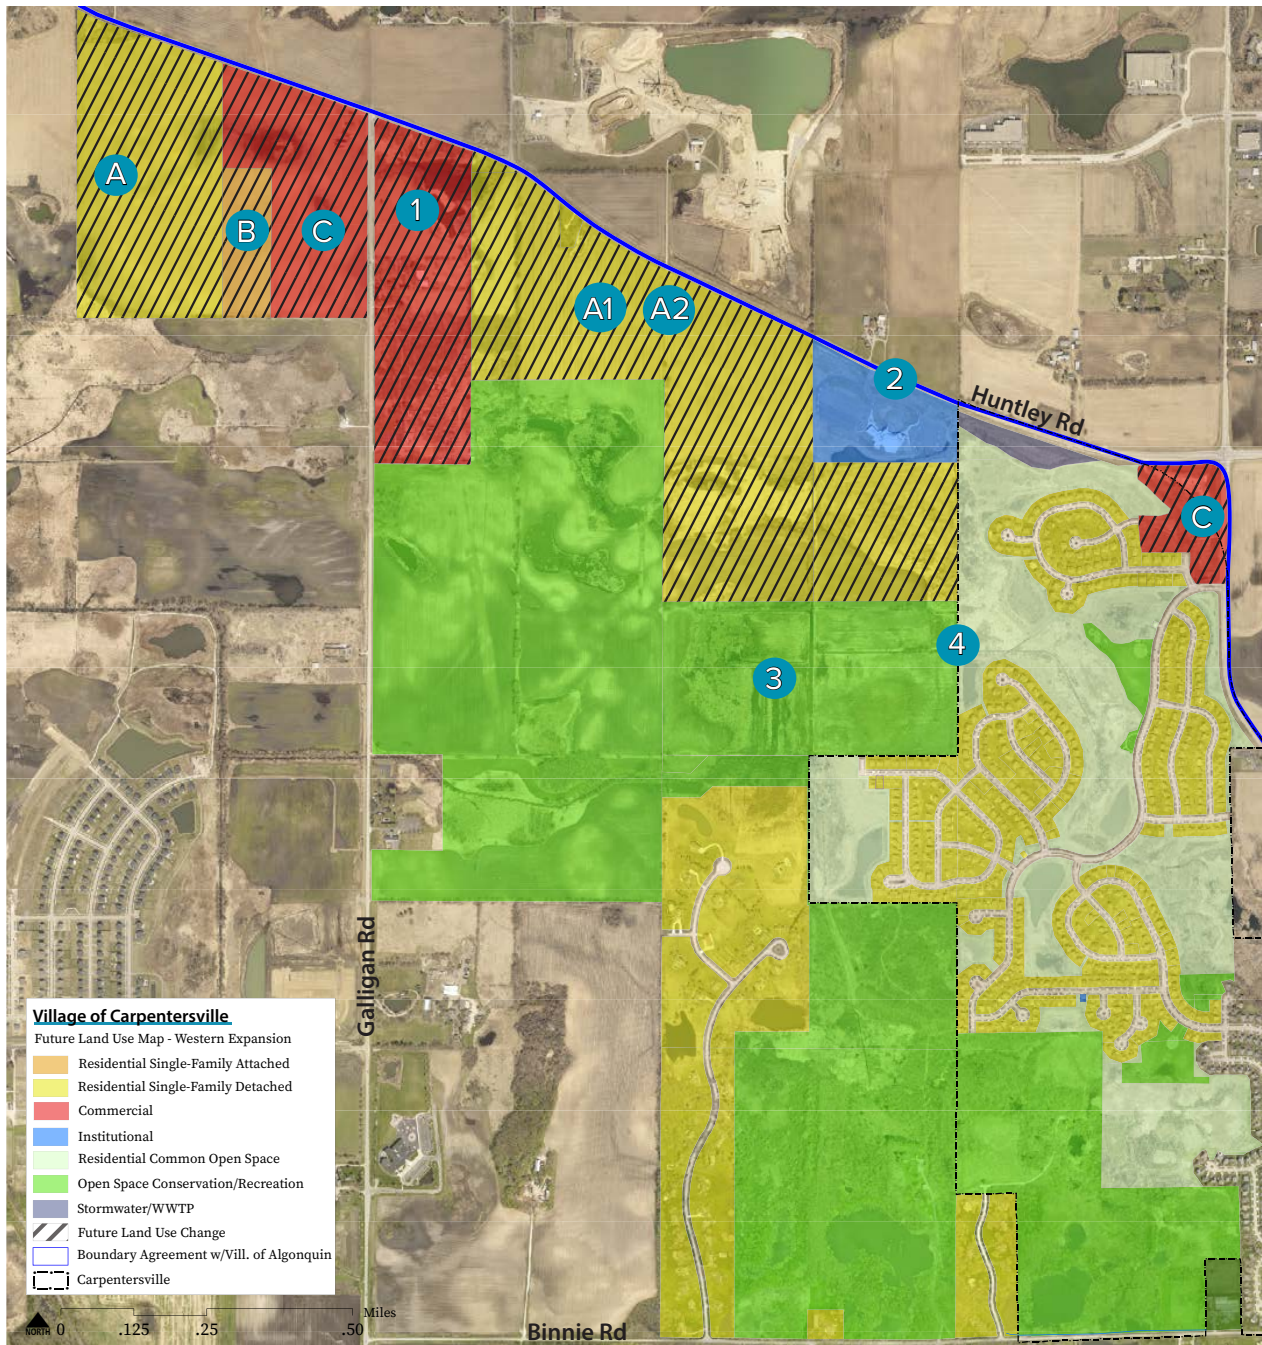 A
B
C
1
A1
A2
2
Huntley Rd
C
4
3
Galligan Rd
Village of Carpentersville
Future Land Use Map - Western Expansion
Residential Single-Family Attached
Residential Single-Family Detached
Commercial
Institutional
Residential Common Open Space
Open Space Conservation/Recreation
Stormwater/WWTP
Future Land Use Change
Boundary Agreement w/Vill. of Algonquin
Carpentersville
Miles
NORTH 0 .125 .25 .50
Binnie Rd